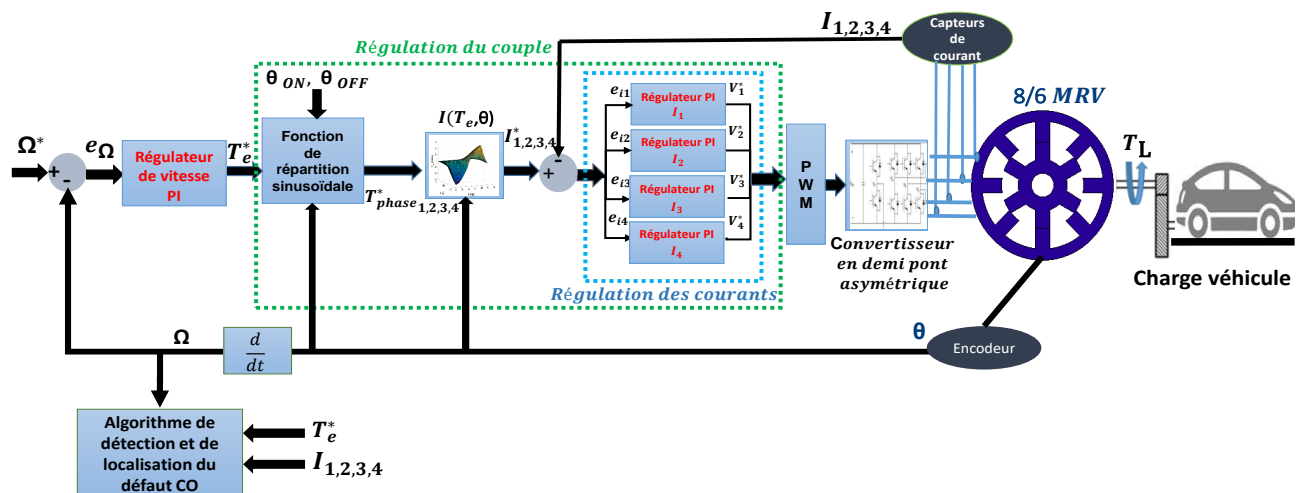 I1,2,3,4
Capteurs
de
courant
Régulation du couple
θ ON, θ OFF
8/6 MRV
Ω*
+
-
eΩ
Régulateur
de vitesse
PI
Te*
Fonction
de
répartition
sinusoïdale
T*phase1,2,3,4
I(Te,θ)
I*1,2,3,4
+
-
ei1
Régulateur PI
I1
V1*
ei2
Régulateur PI
I2
V2*
ei3
Régulateur PI
I3
V3*
ei4
Régulateur PI
I4
V4*
Régulation des courants
P
W
M
Convertisseur
en demi pont
asymétrique
TL
Charge véhicule
Ω
d
dt
θ
Encodeur
Algorithme de
détection et de
localisation du
défaut CO
Te*
I1,2,3,4